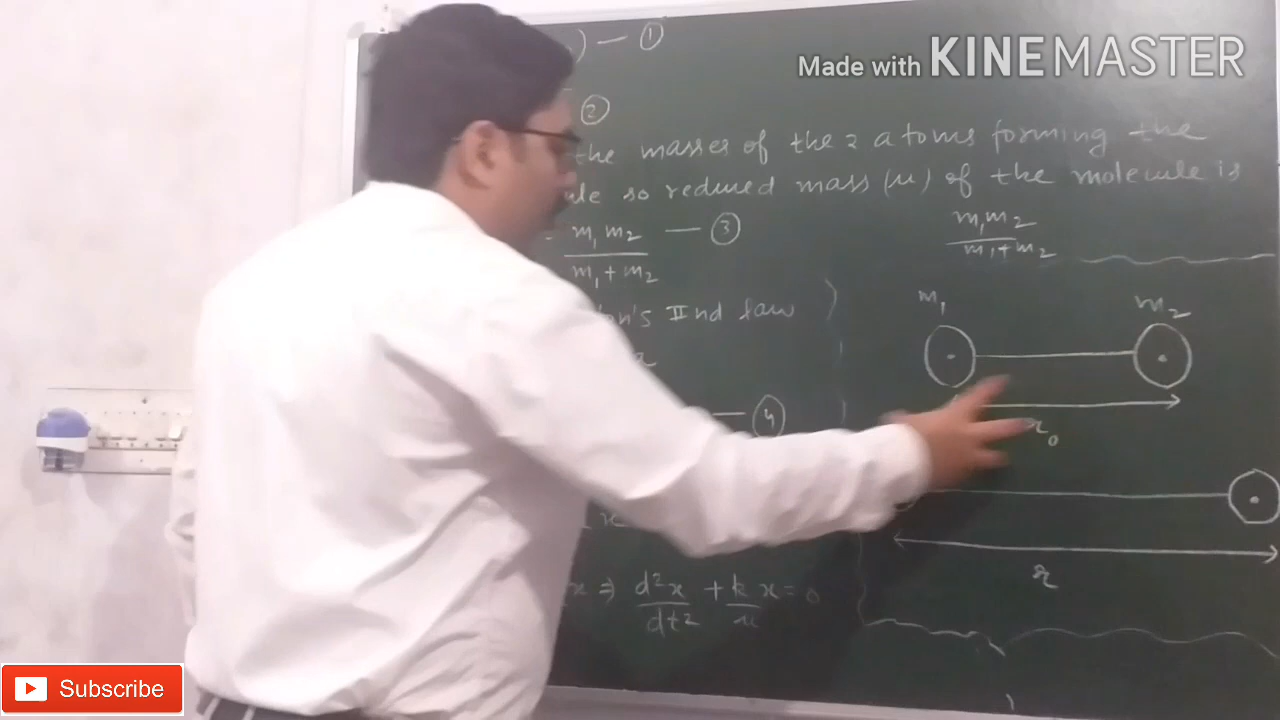 Made with KINEMASTER
) — ①
②
the masses of the 2 atoms forming the
ule so reduced mass (μ) of the molecule is
m₁m₂ / m₁+m₂ — ③
m₁m₂ / m₁+m₂
on's IInd law
a
— ④
m₁ m₂
r₀
x
r
x ⇒ d²x/dt² + k/μ x = 0
Subscribe